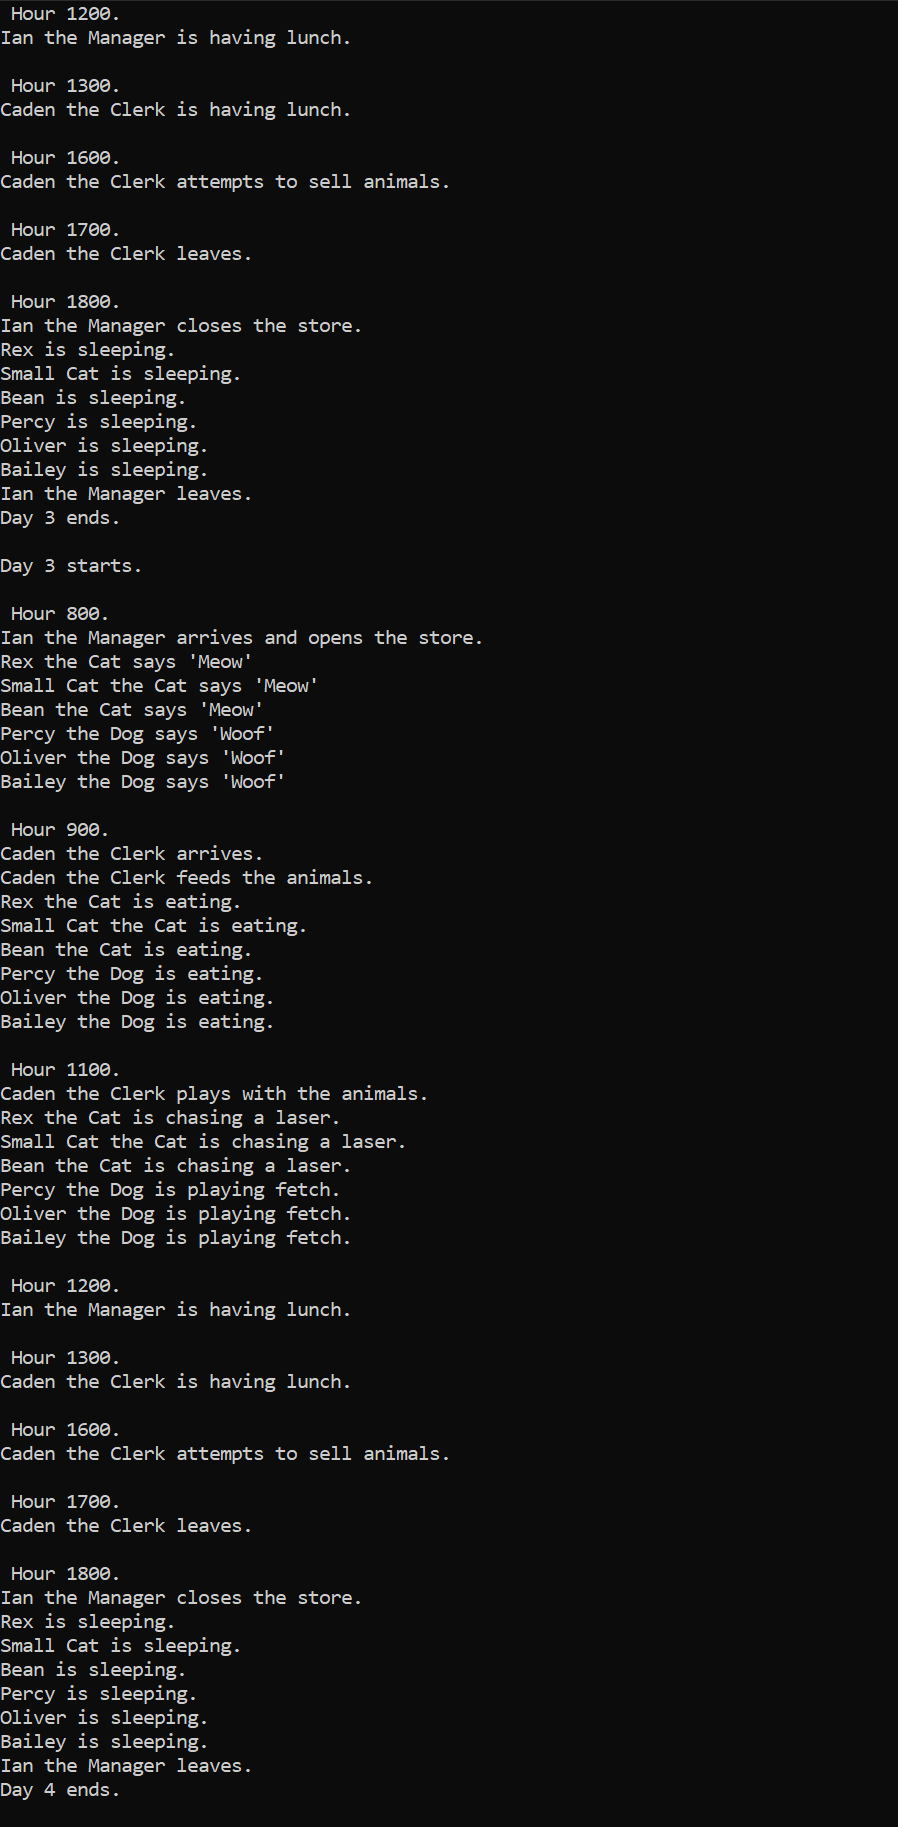 Hour 1200.
Ian the Manager is having lunch.

Hour 1300.
Caden the Clerk is having lunch.

Hour 1600.
Caden the Clerk attempts to sell animals.

Hour 1700.
Caden the Clerk leaves.

Hour 1800.
Ian the Manager closes the store.
Rex is sleeping.
Small Cat is sleeping.
Bean is sleeping.
Percy is sleeping.
Oliver is sleeping.
Bailey is sleeping.
Ian the Manager leaves.
Day 3 ends.

Day 3 starts.

Hour 800.
Ian the Manager arrives and opens the store.
Rex the Cat says 'Meow'
Small Cat the Cat says 'Meow'
Bean the Cat says 'Meow'
Percy the Dog says 'Woof'
Oliver the Dog says 'Woof'
Bailey the Dog says 'Woof'

Hour 900.
Caden the Clerk arrives.
Caden the Clerk feeds the animals.
Rex the Cat is eating.
Small Cat the Cat is eating.
Bean the Cat is eating.
Percy the Dog is eating.
Oliver the Dog is eating.
Bailey the Dog is eating.

Hour 1100.
Caden the Clerk plays with the animals.
Rex the Cat is chasing a laser.
Small Cat the Cat is chasing a laser.
Bean the Cat is chasing a laser.
Percy the Dog is playing fetch.
Oliver the Dog is playing fetch.
Bailey the Dog is playing fetch.

Hour 1200.
Ian the Manager is having lunch.

Hour 1300.
Caden the Clerk is having lunch.

Hour 1600.
Caden the Clerk attempts to sell animals.

Hour 1700.
Caden the Clerk leaves.

Hour 1800.
Ian the Manager closes the store.
Rex is sleeping.
Small Cat is sleeping.
Bean is sleeping.
Percy is sleeping.
Oliver is sleeping.
Bailey is sleeping.
Ian the Manager leaves.
Day 4 ends.